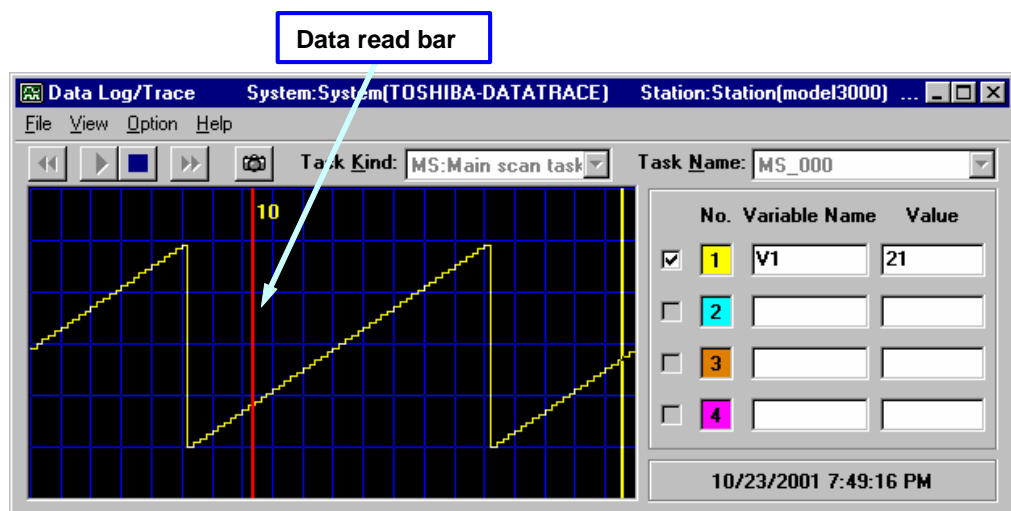 Data read bar
Data Log/Trace System:System(TOSHIBA-DATATRACE) Station:Station(model3000) ...
File View Option Help
Task Kind: MS:Main scan task Task Name: MS_000
10
No. Variable Name Value
1 V1 21
2
3
4
10/23/2001 7:49:16 PM